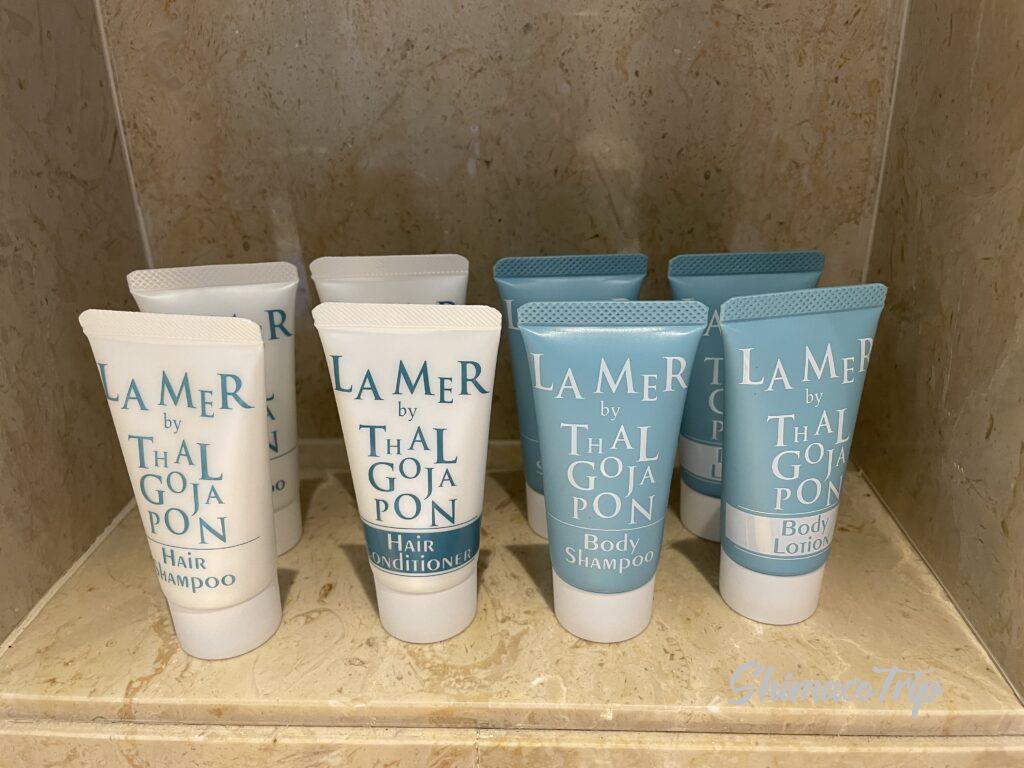 LA MER
by
THAL
GOJA
PON
HAIR
SHAMPOO
LA MER
by
THAL
GOJA
PON
HAIR
CONDITIONER
LA MER
by
THAL
GOJA
PON
BODY
SHAMPOO
LA MER
by
THAL
GOJA
PON
BODY
LOTION
ShimacoTrip